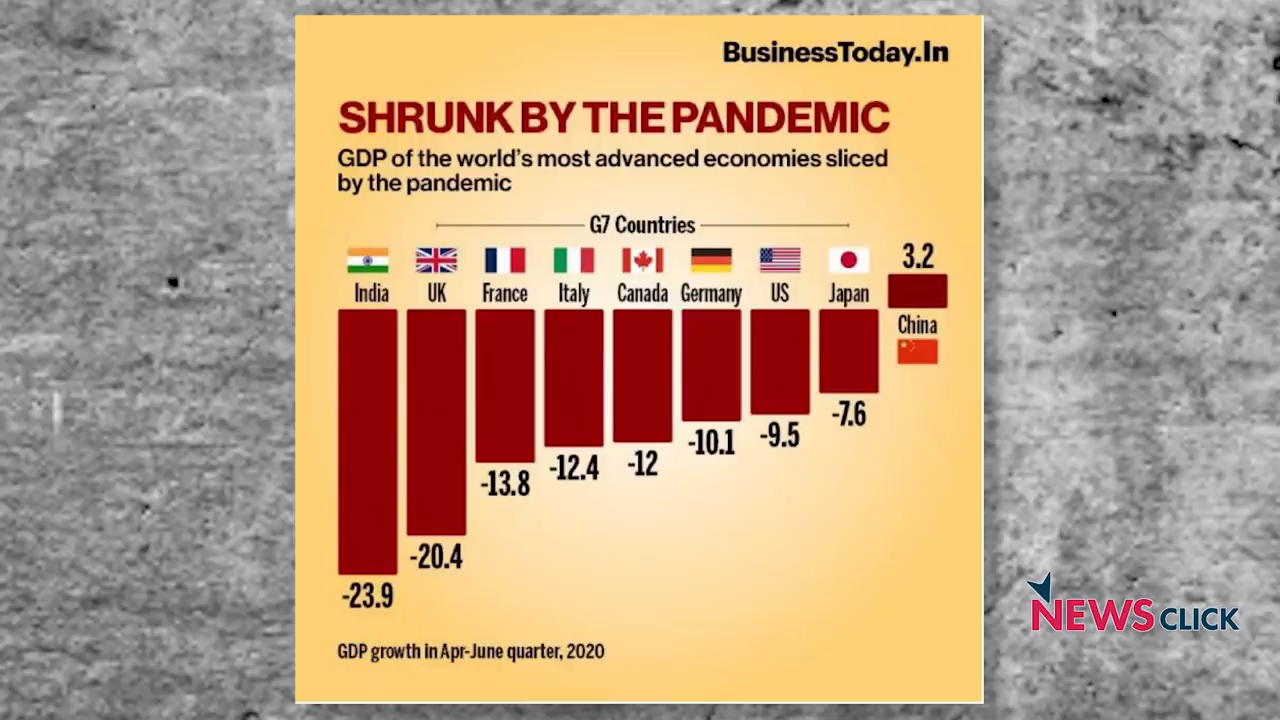 BusinessToday.In
SHRUNK BY THE PANDEMIC
GDP of the world's most advanced economies sliced
by the pandemic
G7 Countries
3.2
India UK France Italy Canada Germany US Japan
China
-7.6
-9.5
-10.1
-12
-12.4
-13.8
-20.4
-23.9
NEWSCLICK
GDP growth in Apr-June quarter, 2020